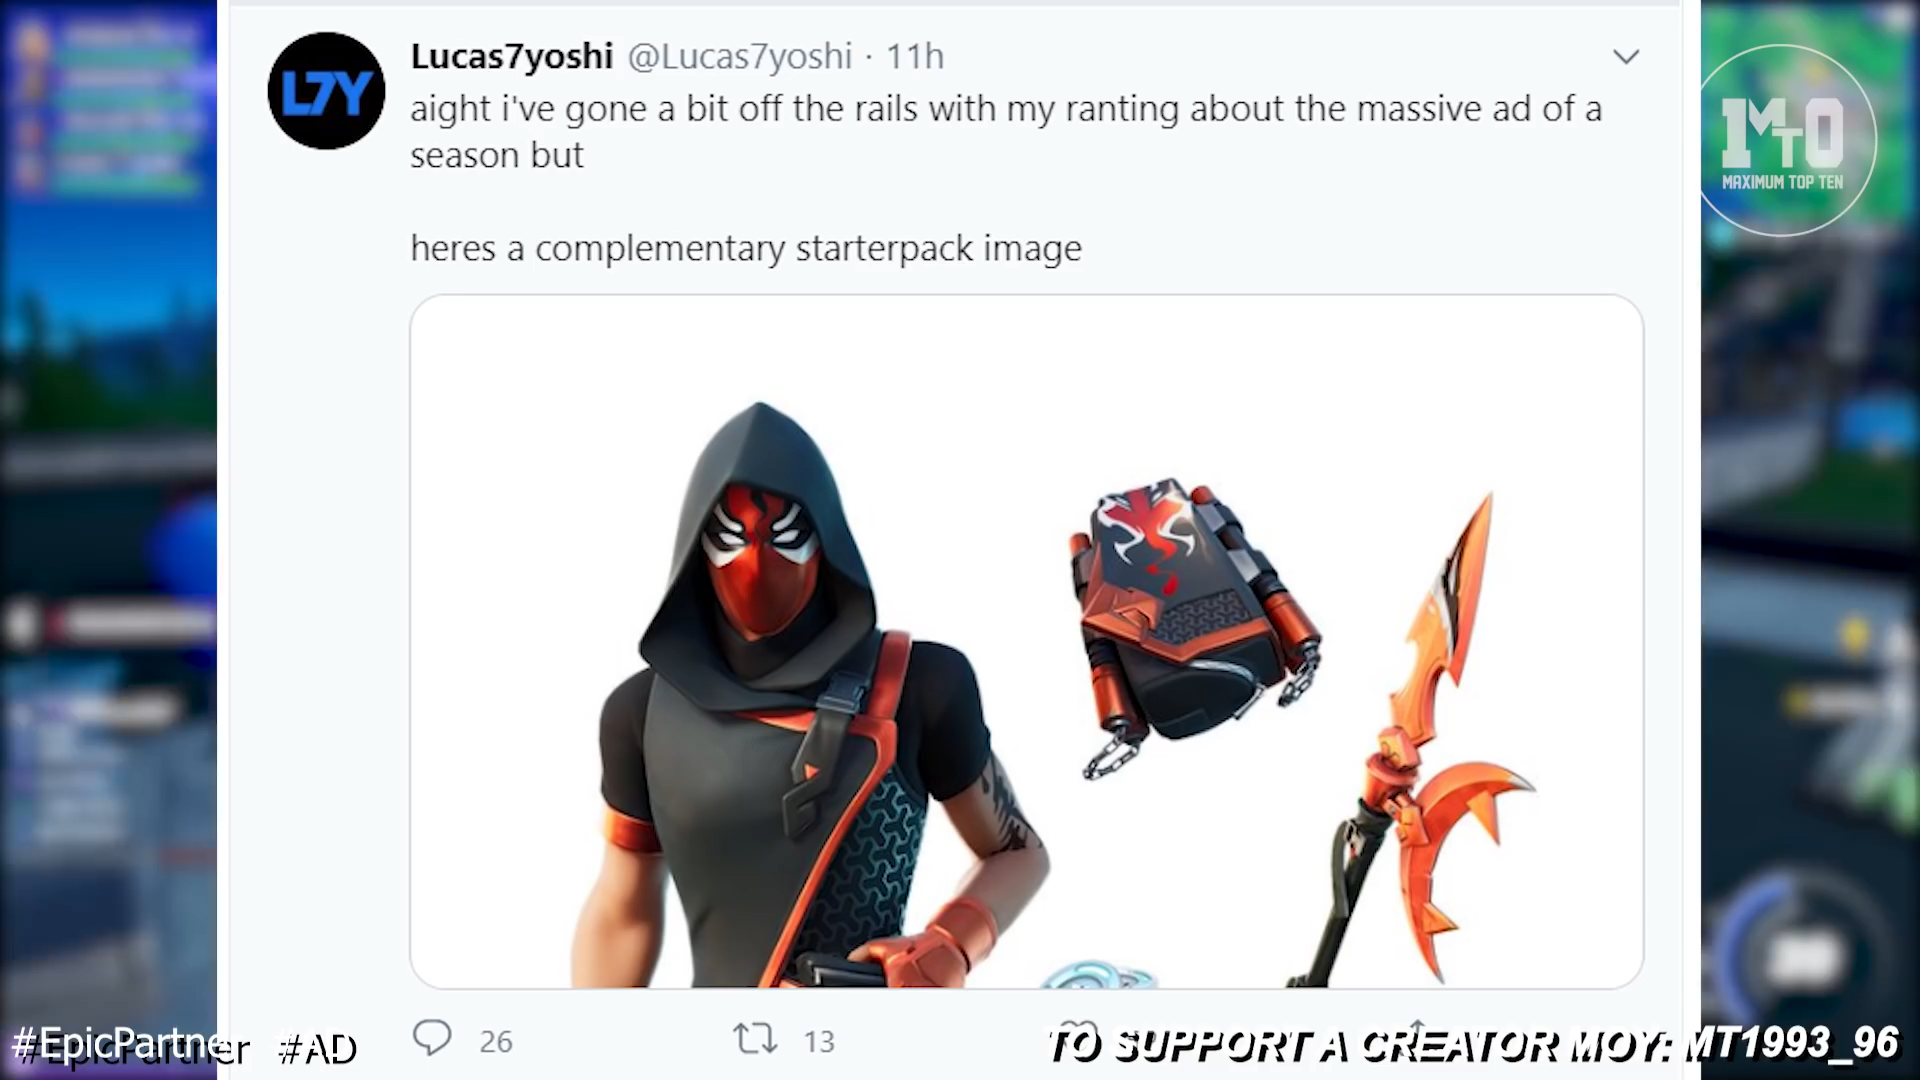 Lucas7yoshi @Lucas7yoshi · 11h
L7Y
aight i've gone a bit off the rails with my ranting about the massive ad of a
season but
heres a complementary starterpack image
1MTO
MAXIMUM TOP TEN
26
13
#EpicPartner #AD
TO SUPPORT A CREATOR MOY: MT1993_96